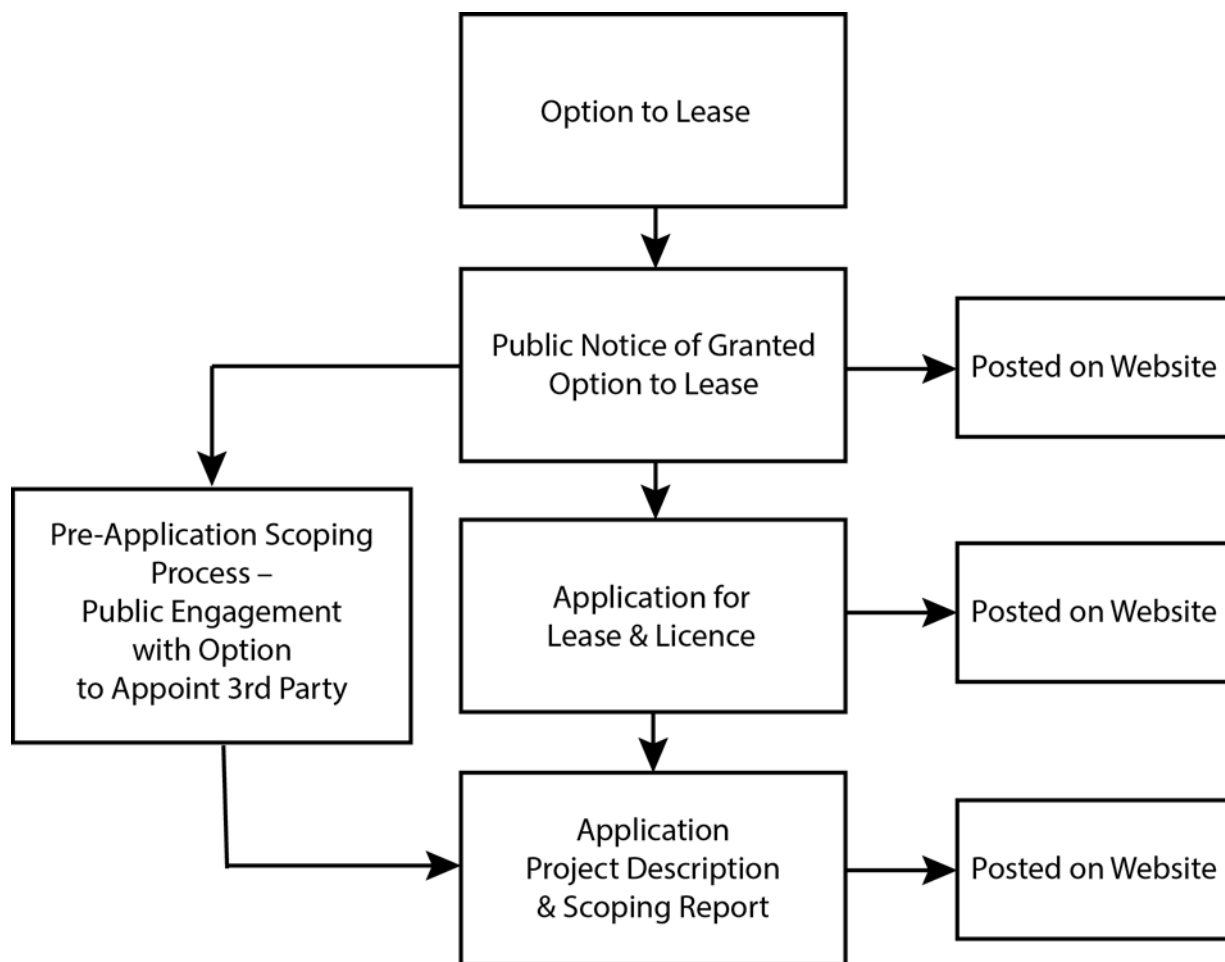 Option to Lease
Public Notice of Granted
Option to Lease
Posted on Website
Pre-Application Scoping
Process –
Public Engagement
with Option
to Appoint 3rd Party
Application for
Lease & Licence
Posted on Website
Application
Project Description
& Scoping Report
Posted on Website